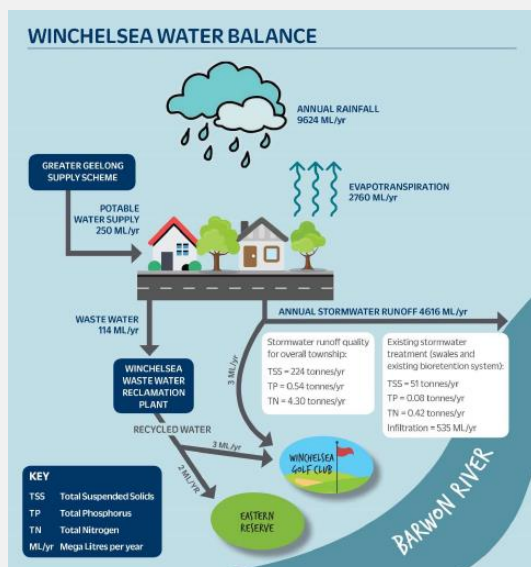 WINCHELSEA WATER BALANCE
ANNUAL RAINFALL
9624 ML/yr
GREATER GEELONG
SUPPLY SCHEME
EVAPOTRANSPIRATION
2760 ML/yr
POTABLE
WATER SUPPLY
250 ML/yr
ANNUAL STORMWATER RUNOFF 4616 ML/yr
WASTE WATER
114 ML/yr
3 ML/yr
Stormwater runoff quality
for overall township:
TSS = 224 tonnes/yr
TP = 0.54 tonnes/yr
TN = 4.30 tonnes/yr
Existing stormwater
treatment (swales and
existing bioretention system):
TSS = 51 tonnes/yr
TP = 0.08 tonnes/yr
TN = 0.42 tonnes/yr
Infiltration = 535 ML/yr
WINCHELSEA
WASTE WATER
RECLAMATION
PLANT
RECYCLED WATER
3 ML/yr
2 ML/YR
WINCHELSEA
GOLF CLUB
EASTERN
RESERVE
BARWON RIVER
KEY
TSS Total Suspended Solids
TP Total Phosphorus
TN Total Nitrogen
ML/yr Mega Litres per year